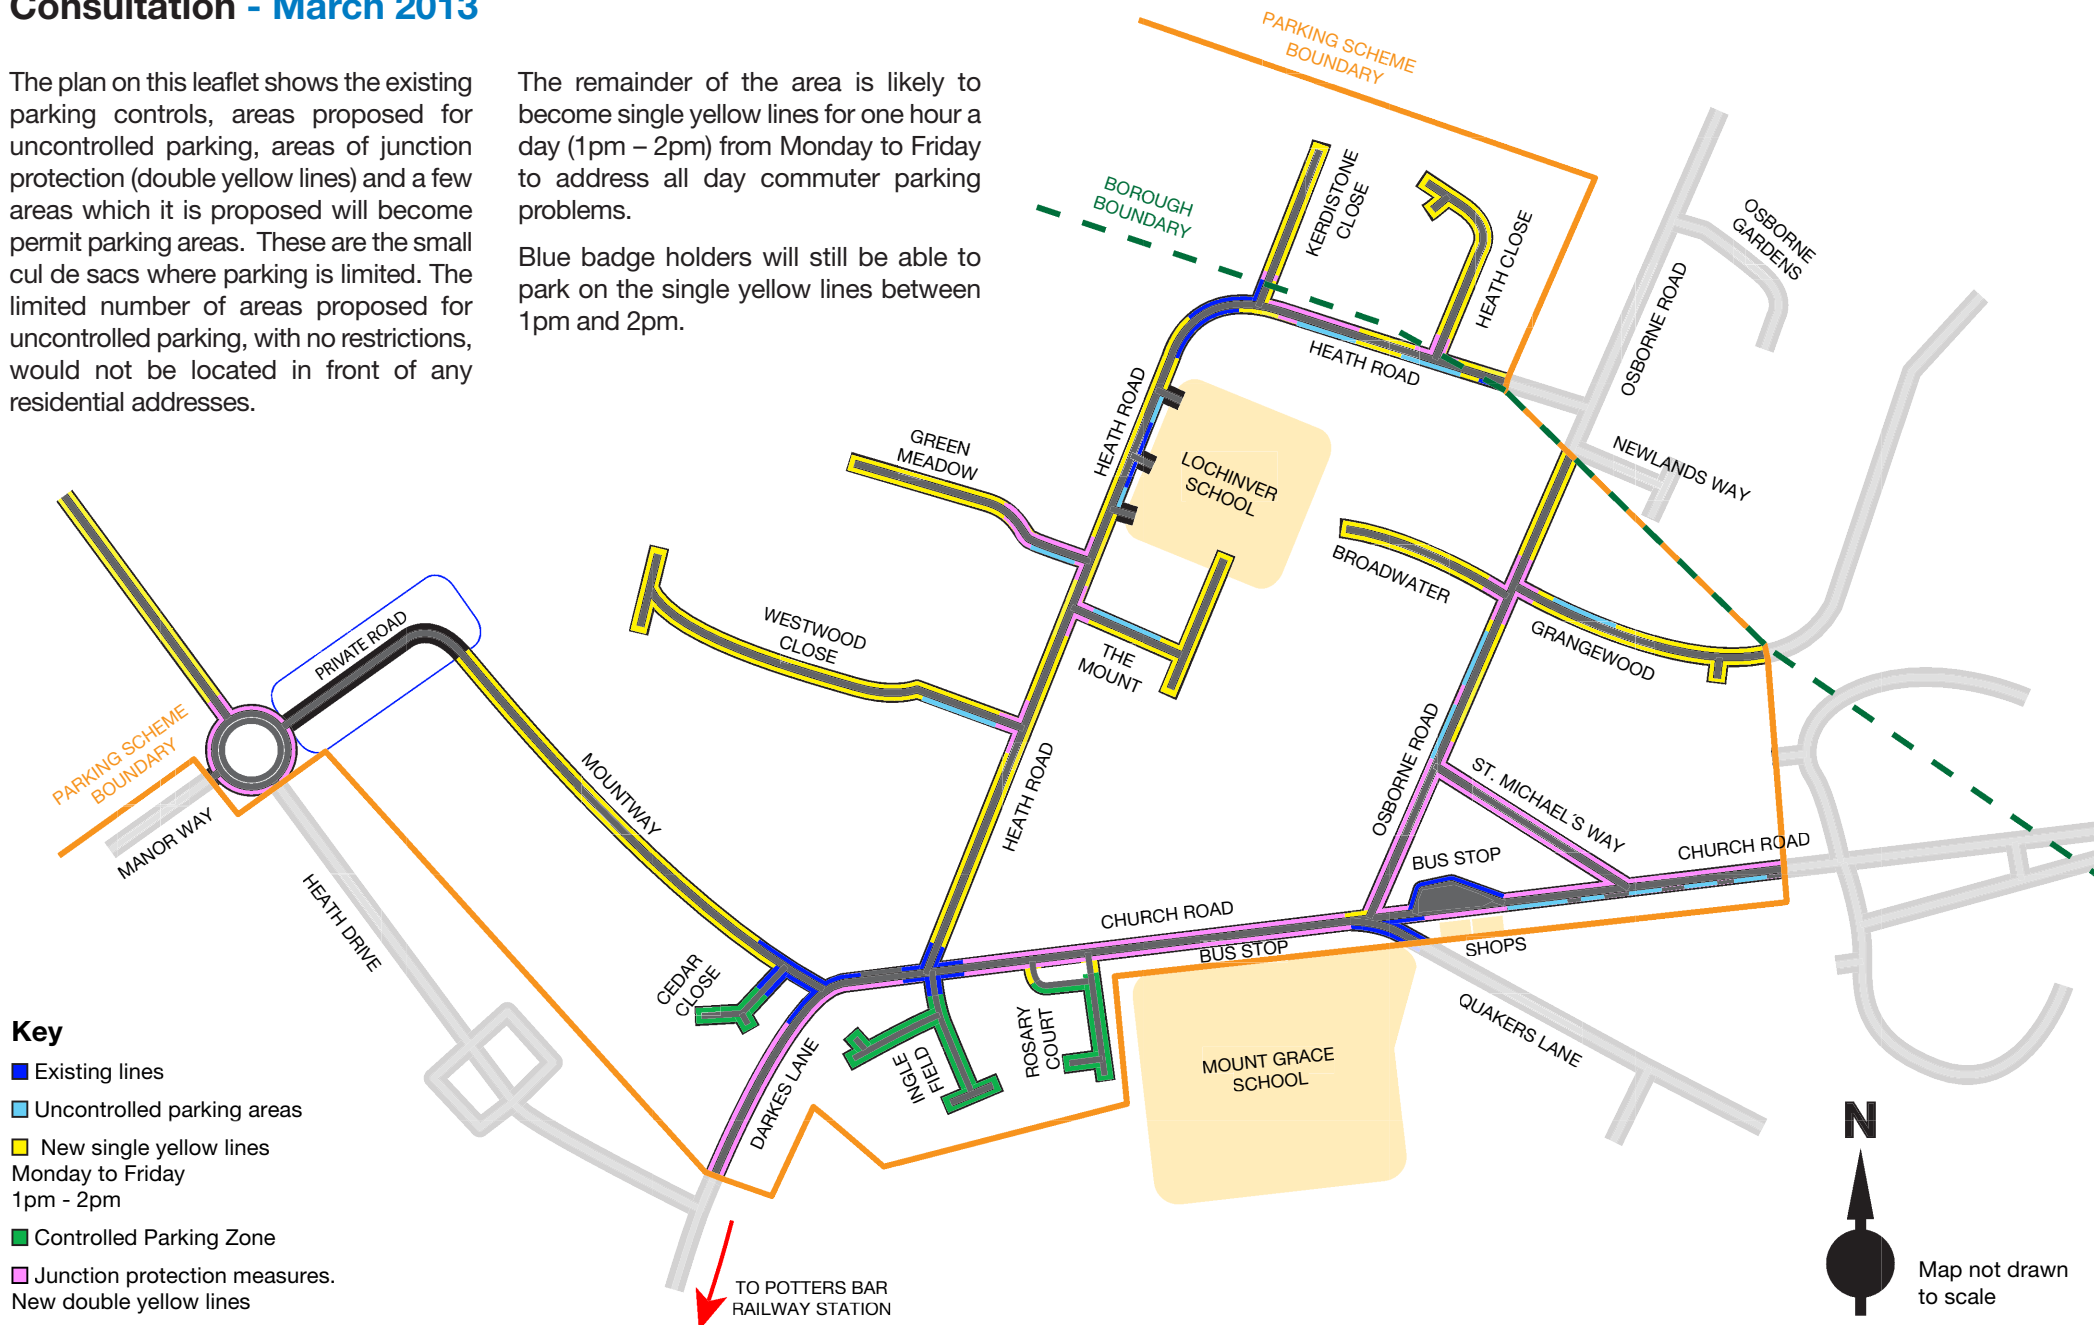 Consultation - March 2013
The plan on this leaflet shows the existing
parking controls, areas proposed for
uncontrolled parking, areas of junction
protection (double yellow lines) and a few
areas which it is proposed will become
permit parking areas. These are the small
cul de sacs where parking is limited. The
limited number of areas proposed for
uncontrolled parking, with no restrictions,
would not be located in front of any
residential addresses.
The remainder of the area is likely to
become single yellow lines for one hour a
day (1pm – 2pm) from Monday to Friday
to address all day commuter parking
problems.
Blue badge holders will still be able to
park on the single yellow lines between
1pm and 2pm.
PARKING SCHEME
BOUNDARY
BOROUGH
BOUNDARY
KERDISTONE
CLOSE
HEATH CLOSE
OSBORNE
GARDENS
OSBORNE ROAD
HEATH ROAD
HEATH ROAD
NEWLANDS WAY
GREEN
MEADOW
LOCHINVER
SCHOOL
BROADWATER
GRANGEWOOD
WESTWOOD
CLOSE
THE
MOUNT
PRIVATE ROAD
PARKING SCHEME
BOUNDARY
MANOR WAY
HEATH DRIVE
MOUNTWAY
HEATH ROAD
OSBORNE ROAD
ST. MICHAEL'S WAY
BUS STOP
CHURCH ROAD
CHURCH ROAD
BUS STOP
SHOPS
CEDAR
CLOSE
DARKES LANE
INGLE
FIELD
ROSARY
COURT
MOUNT GRACE
SCHOOL
QUAKERS LANE
TO POTTERS BAR
RAILWAY STATION
Key
Existing lines
Uncontrolled parking areas
New single yellow lines
Monday to Friday
1pm - 2pm
Controlled Parking Zone
Junction protection measures.
New double yellow lines
N
Map not drawn
to scale